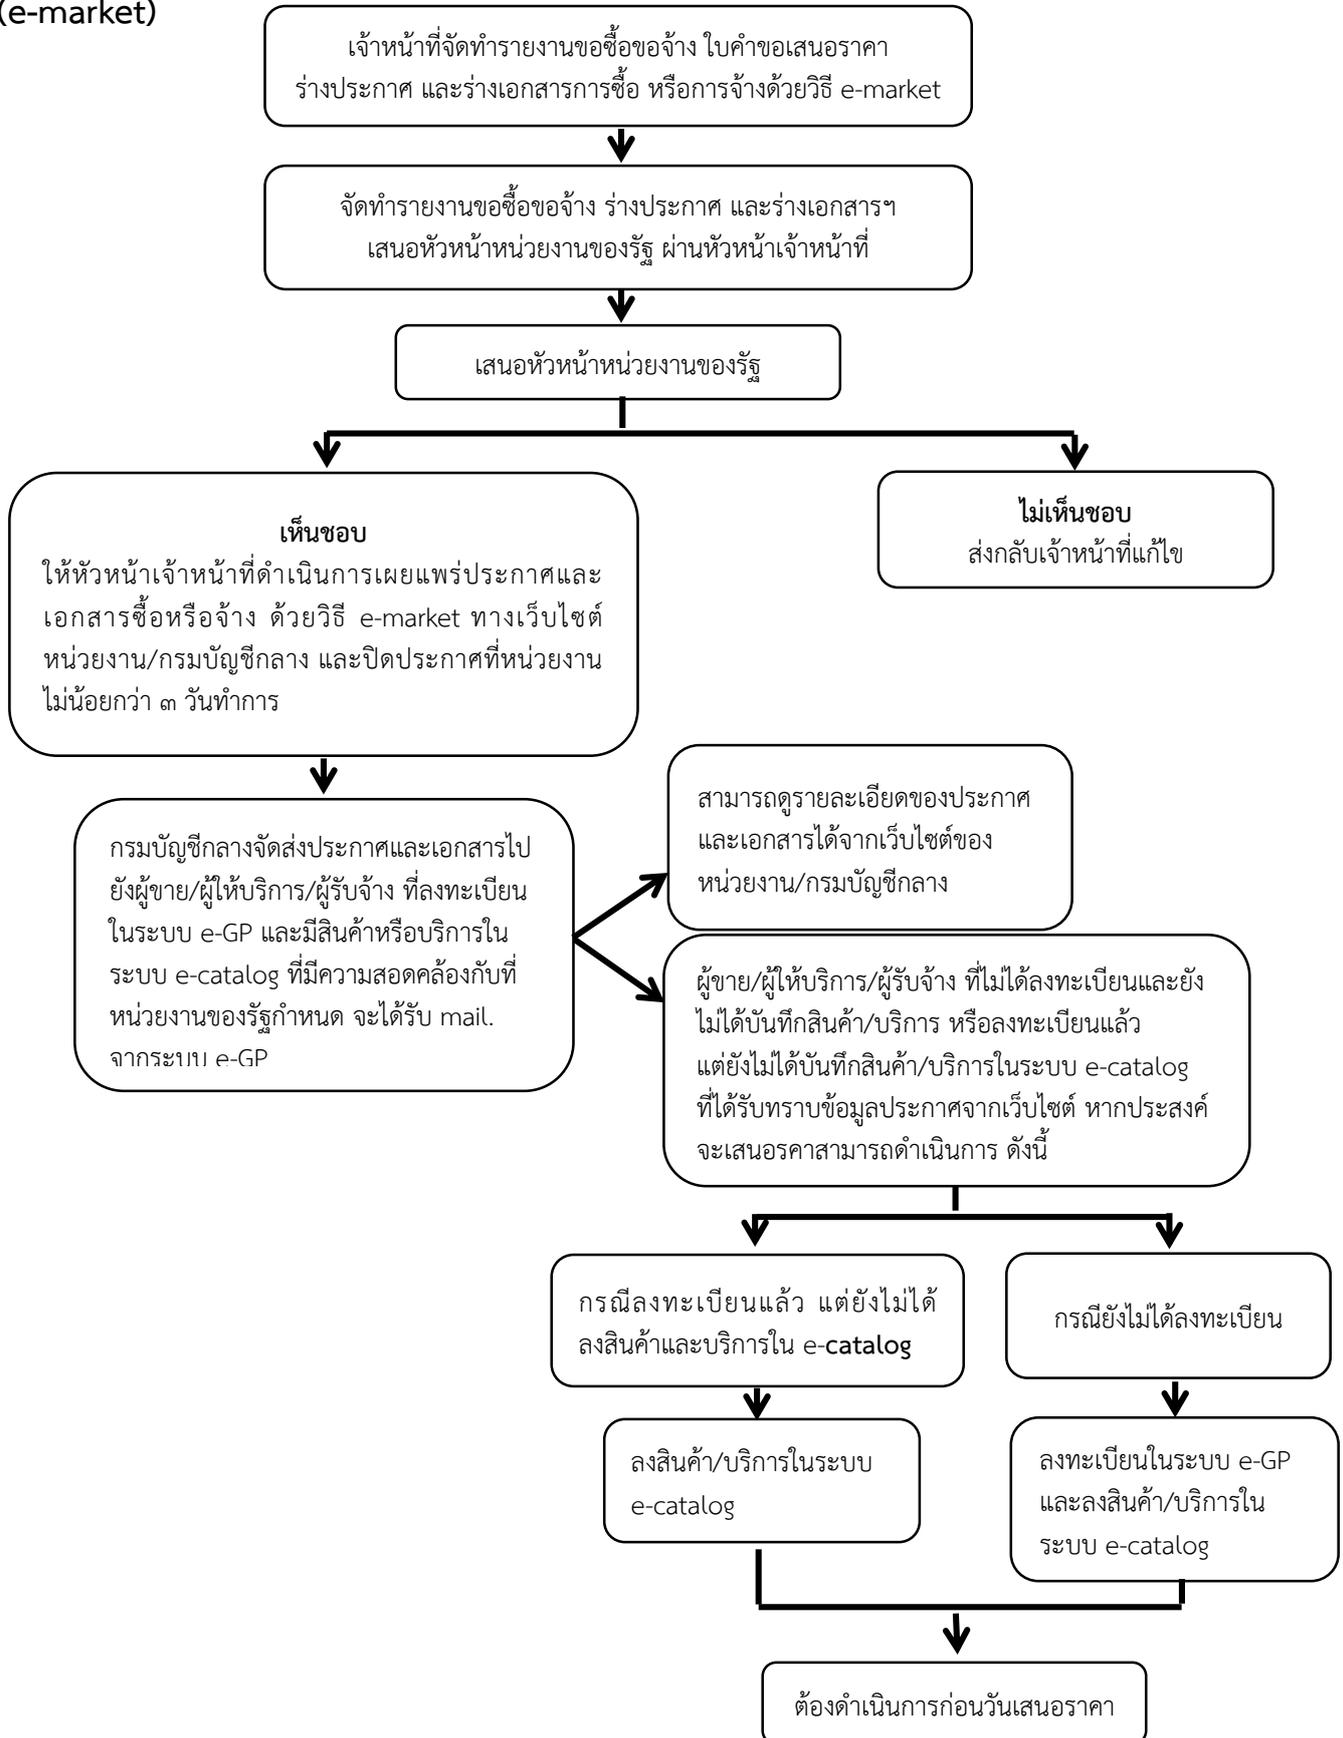 (e-market)
เจ้าหน้าที่จัดทำรายงานขอซื้อขอจ้าง ใบคำขอเสนอราคา
ร่างประกาศ และร่างเอกสารการซื้อ หรือการจ้างด้วยวิธี e-market
จัดทำรายงานขอซื้อขอจ้าง ร่างประกาศ และร่างเอกสารฯ
เสนอหัวหน้าหน่วยงานของรัฐ ผ่านหัวหน้าเจ้าหน้าที่
เสนอหัวหน้าหน่วยงานของรัฐ
เห็นชอบ
ให้หัวหน้าเจ้าหน้าที่ดำเนินการเผยแพร่ประกาศและ
เอกสารซื้อหรือจ้าง ด้วยวิธี e-market ทางเว็บไซต์
หน่วยงาน/กรมบัญชีกลาง และปิดประกาศที่หน่วยงาน
ไม่น้อยกว่า ๓ วันทำการ
ไม่เห็นชอบ
ส่งกลับเจ้าหน้าที่แก้ไข
กรมบัญชีกลางจัดส่งประกาศและเอกสารไป
ยังผู้ขาย/ผู้ให้บริการ/ผู้รับจ้าง ที่ลงทะเบียน
ในระบบ e-GP และมีสินค้าหรือบริการใน
ระบบ e-catalog ที่มีความสอดคล้องกับที่
หน่วยงานของรัฐกำหนด จะได้รับ mail.
จากระบบ e-GP
สามารถดูรายละเอียดของประกาศ
และเอกสารได้จากเว็บไซต์ของ
หน่วยงาน/กรมบัญชีกลาง
ผู้ขาย/ผู้ให้บริการ/ผู้รับจ้าง ที่ไม่ได้ลงทะเบียนและยัง
ไม่ได้บันทึกสินค้า/บริการ หรือลงทะเบียนแล้ว
แต่ยังไม่ได้บันทึกสินค้า/บริการในระบบ e-catalog
ที่ได้รับทราบข้อมูลประกาศจากเว็บไซต์ หากประสงค์
จะเสนอรคาสามารถดำเนินการ ดังนี้
กรณีลงทะเบียนแล้ว แต่ยังไม่ได้
ลงสินค้าและบริการใน e-catalog
กรณียังไม่ได้ลงทะเบียน
ลงสินค้า/บริการในระบบ
e-catalog
ลงทะเบียนในระบบ e-GP
และลงสินค้า/บริการใน
ระบบ e-catalog
ต้องดำเนินการก่อนวันเสนอราคา